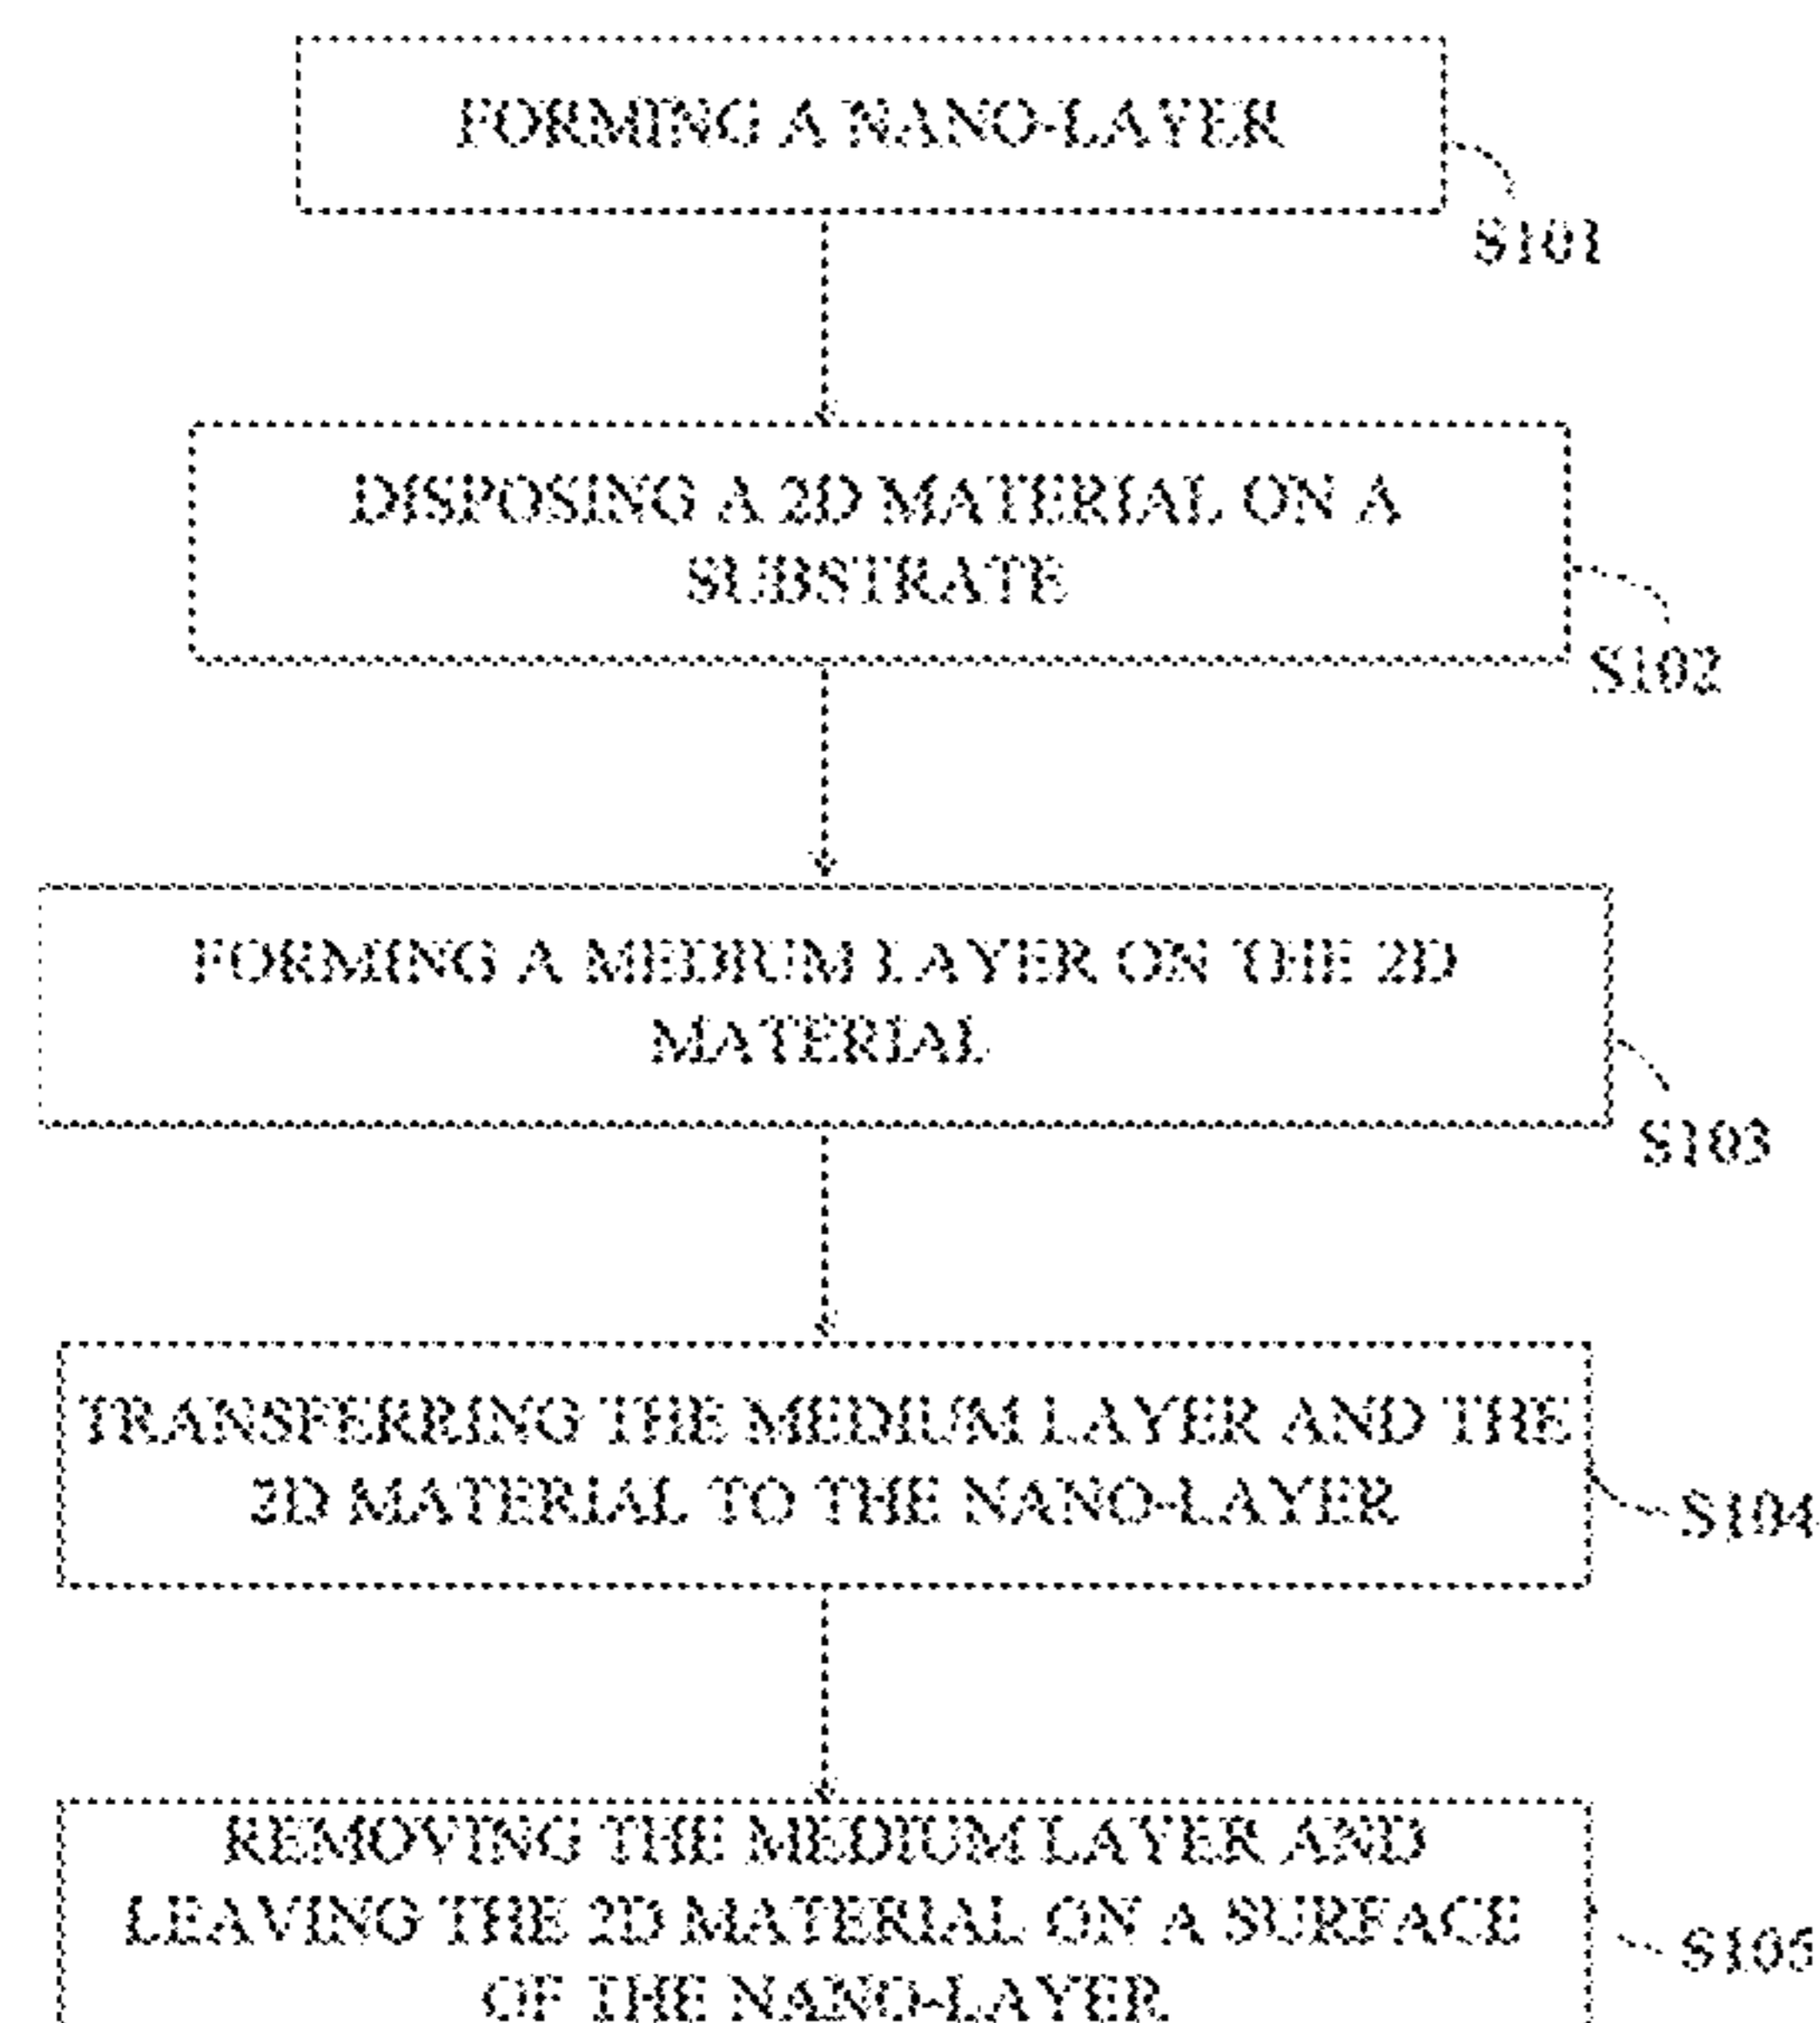 FORMING A NANO-LAYER
S101
DISPOSING A 2D MATERIAL ON A
SUBSTRATE
S102
FORMING A MEDIUM LAYER ON THE 2D
MATERIAL
S103
TRANSFERRING THE MEDIUM LAYER AND THE
2D MATERIAL TO THE NANO-LAYER
S104
REMOVING THE MEDIUM LAYER AND
LEAVING THE 2D MATERIAL ON A SURFACE
OF THE NANO-LAYER
S105